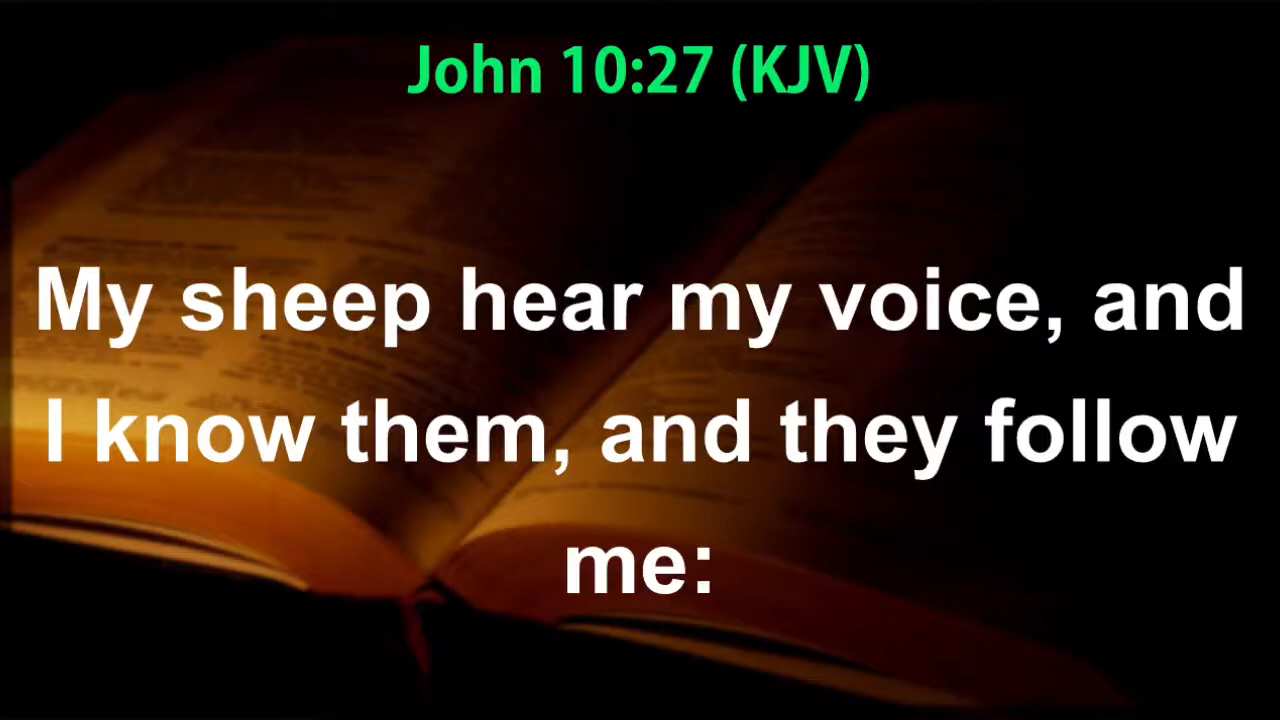 John 10:27 (KJV)
My sheep hear my voice, and
I know them, and they follow
me: